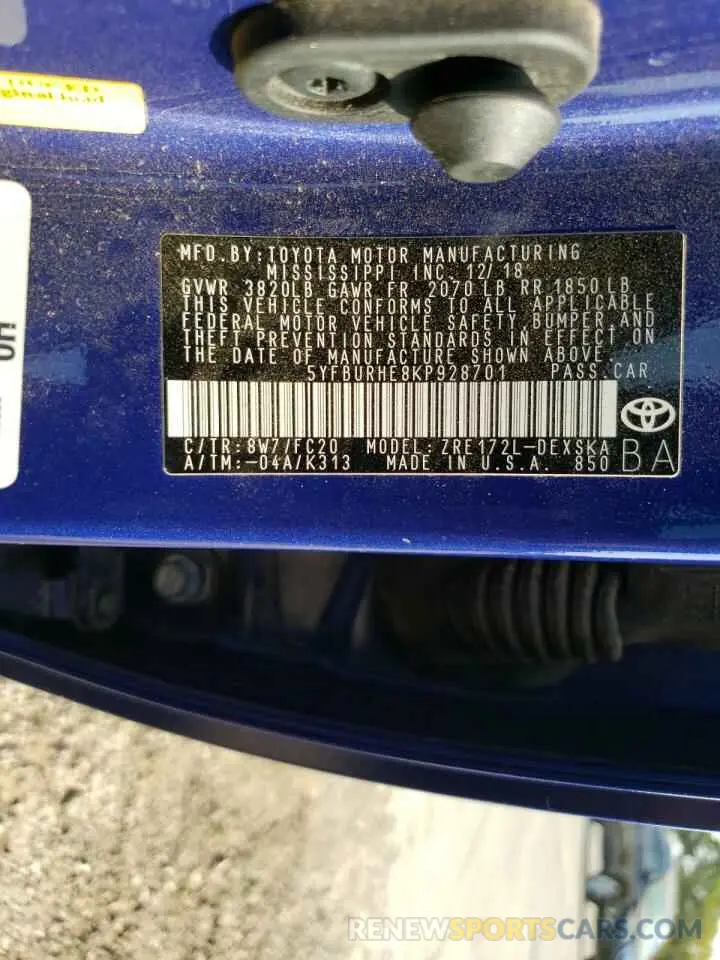 original load
MFD.BY:TOYOTA MOTOR MANUFACTURING
MISSISSIPPI INC. 12/18
GVWR 3820LB GAWR FR 2070 LB RR 1850 LB
THIS VEHICLE CONFORMS TO ALL APPLICABLE
FEDERAL MOTOR VEHICLE SAFETY,BUMPER,AND
THEFT PREVENTION STANDARDS IN EFFECT ON
THE DATE OF MANUFACTURE SHOWN ABOVE.
5YFBURHE8KP928701 PASS.CAR
C/TR:8W7/FC20 MODEL:ZRE172L-DEXSKA
A/TM:-04A/K313 MADE IN U.S.A. 850 BA
RENEWSPORTSCARS.COM